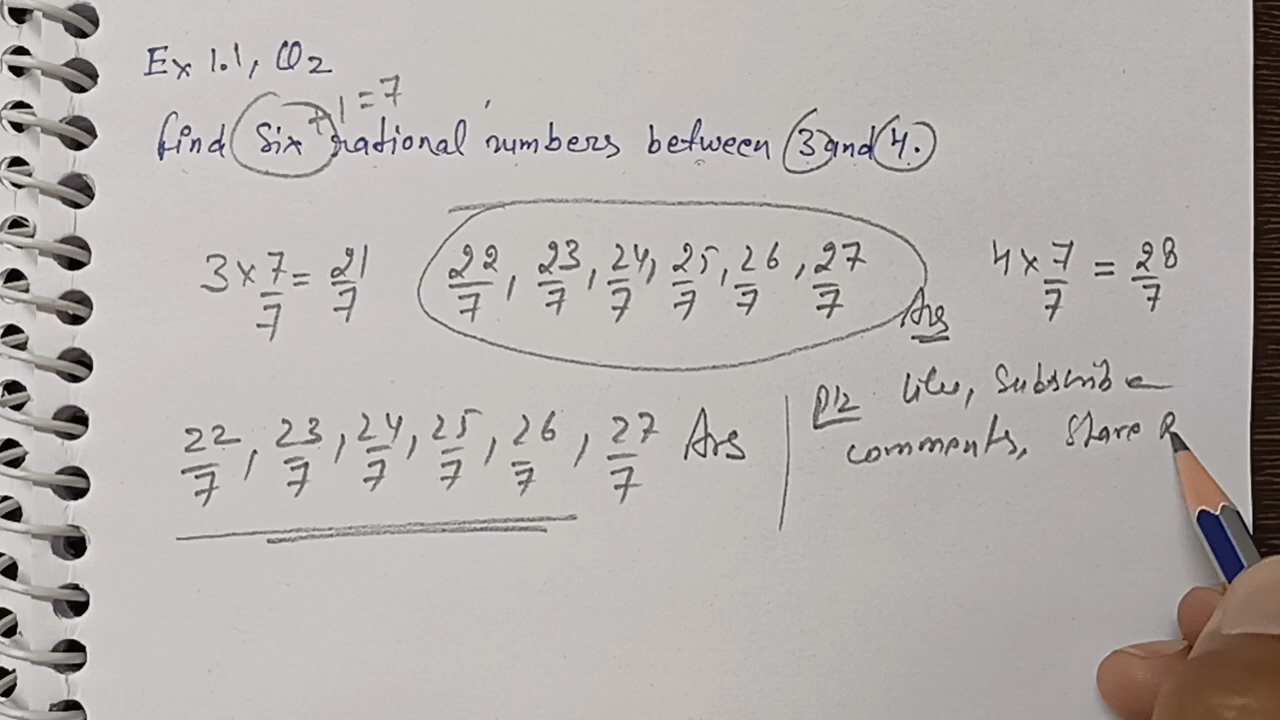 Ex 1.1, Q2
+1 = 7
find six rational numbers between 3 and 4.
3 × 7/7 = 21/7 22/7, 23/7, 24/7, 25/7, 26/7, 27/7 Ans 4 × 7/7 = 28/7
22/7, 23/7, 24/7, 25/7, 26/7, 27/7 Ans
Plz like, subscribe
comments, share &